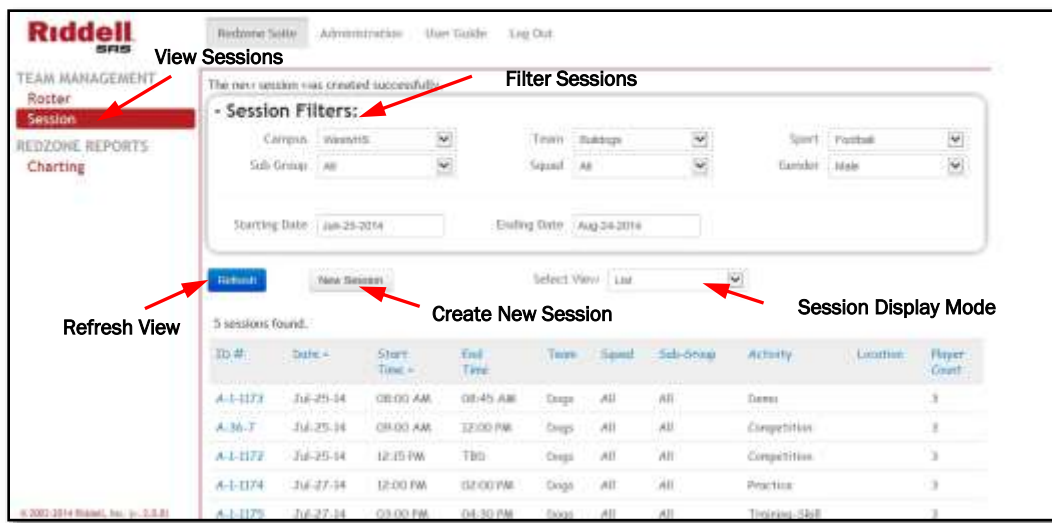 Riddell
SRS
Redzone Suite Administration User Guide Log Out
View Sessions
TEAM MANAGEMENT
Roster
Session
REDZONE REPORTS
Charting
The new session was created successfully.
Filter Sessions
- Session Filters:
Campus Team Bulldogs Sport Football
Sub Group All Squad All Gender Male
Starting Date Jun-25-2014 Ending Date Aug-24-2014
Refresh New Session Select View List
Refresh View
Create New Session
Session Display Mode
5 sessions found.
ID # Date Start Time End Time Team Squad Sub-Group Activity Location Player Count
A-1-1173 Jul-25-14 08:00 AM 08:45 AM Dogs All All Demo 3
A-36-7 Jul-25-14 09:00 AM 12:00 PM Dogs All All Competition 3
A-1-1172 Jul-25-14 12:15 PM TBD Dogs All All Competition 3
A-1-1174 Jul-27-14 12:00 PM 02:00 PM Dogs All All Practice 3
A-1-1175 Jul-27-14 03:00 PM 04:30 PM Dogs All All Training-Skill 3
© 2002-2014 Riddell, Inc.